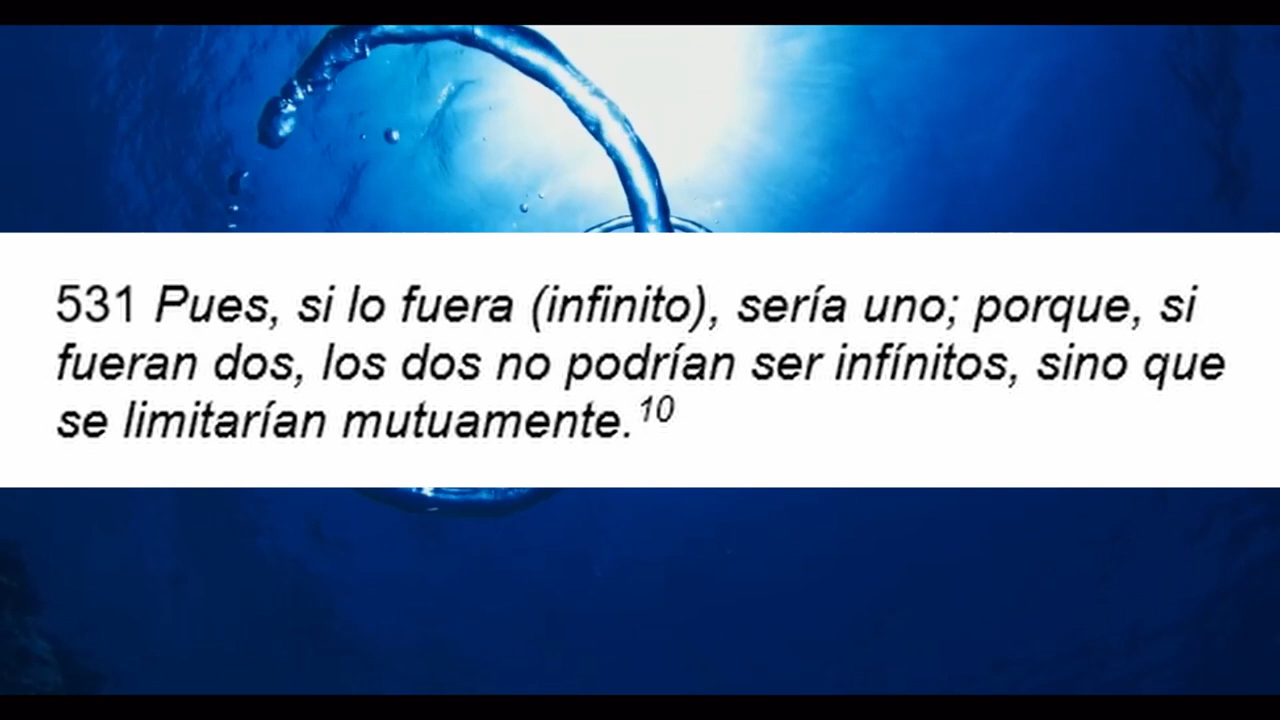 531 Pues, si lo fuera (infinito), sería uno; porque, si
fueran dos, los dos no podrían ser infínitos, sino que
se limitarían mutuamente.10